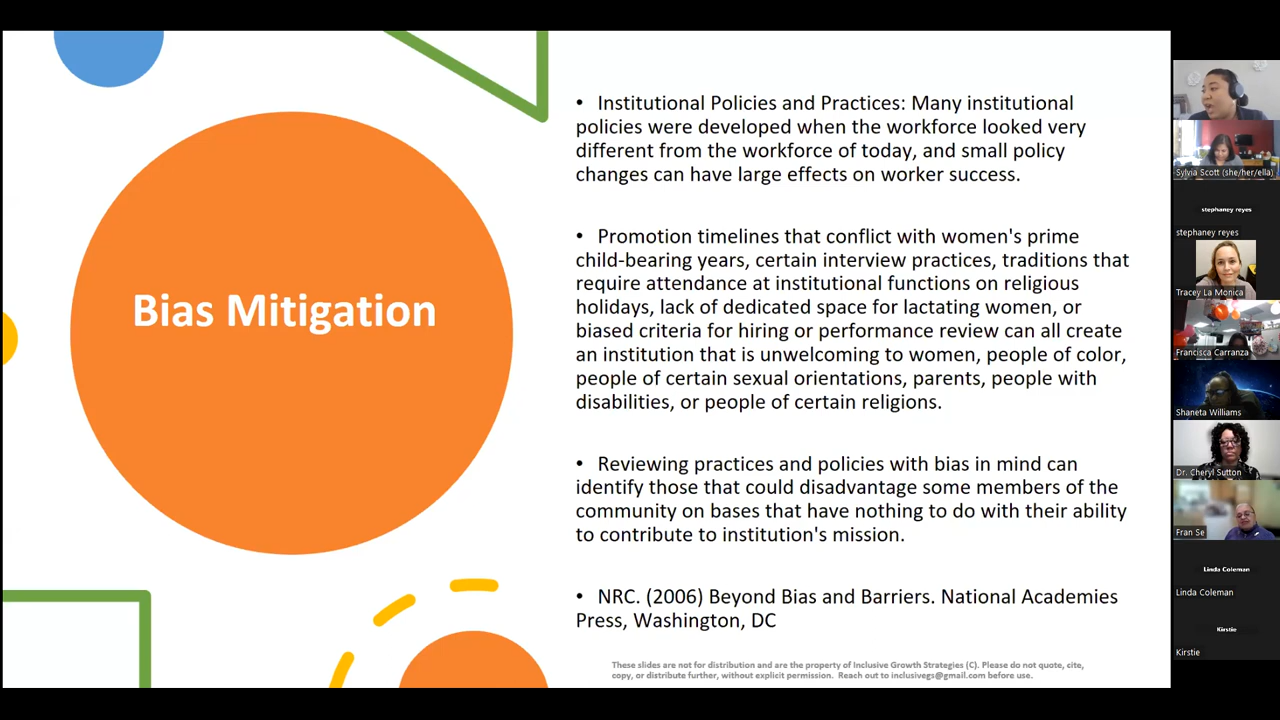 Bias Mitigation
• Institutional Policies and Practices: Many institutional
policies were developed when the workforce looked very
different from the workforce of today, and small policy
changes can have large effects on worker success.
• Promotion timelines that conflict with women's prime
child-bearing years, certain interview practices, traditions that
require attendance at institutional functions on religious
holidays, lack of dedicated space for lactating women, or
biased criteria for hiring or performance review can all create
an institution that is unwelcoming to women, people of color,
people of certain sexual orientations, parents, people with
disabilities, or people of certain religions.
• Reviewing practices and policies with bias in mind can
identify those that could disadvantage some members of the
community on bases that have nothing to do with their ability
to contribute to institution's mission.
• NRC. (2006) Beyond Bias and Barriers. National Academies
Press, Washington, DC
These slides are not for distribution and are the property of Inclusive Growth Strategies (C). Please do not quote, cite,
copy, or distribute further, without explicit permission. Reach out to inclusivegs@gmail.com before use.
Sylvia Scott (she/her/ella)
stephaney reyes
stephaney reyes
Tracey La Monica
Francisca Carranza
Shaneta Williams
Dr. Cheryl Sutton
Fran Se
Linda Coleman
Linda Coleman
Kirstie
Kirstie